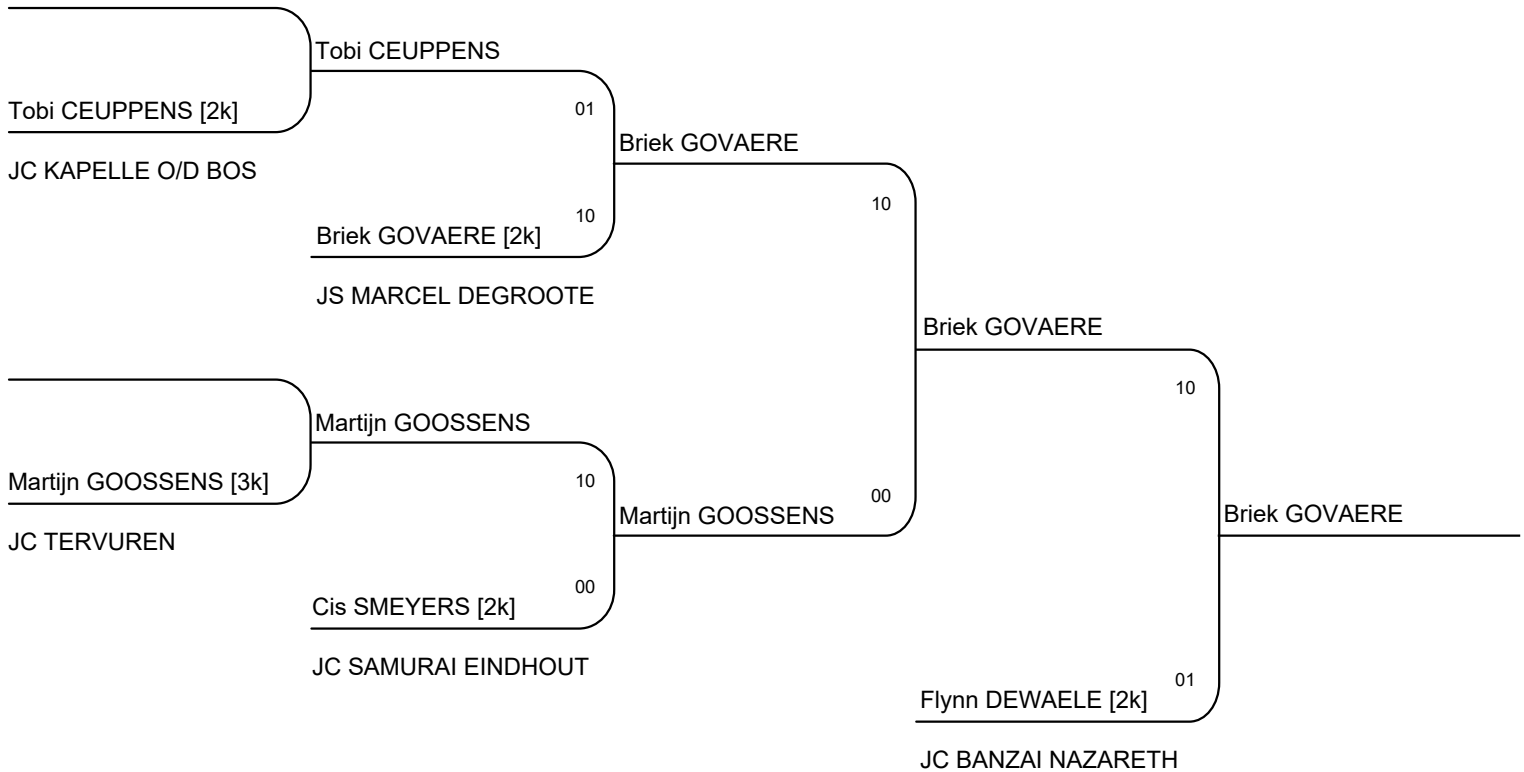 Tobi CEUPPENS
Tobi CEUPPENS [2k]
01
Briek GOVAERE
JC KAPELLE O/D BOS
10
10
Briek GOVAERE [2k]
JS MARCEL DEGROOTE
Briek GOVAERE
10
Martijn GOOSSENS
Martijn GOOSSENS [3k]
10
00
Martijn GOOSSENS
Briek GOVAERE
JC TERVUREN
00
Cis SMEYERS [2k]
JC SAMURAI EINDHOUT
01
Flynn DEWAELE [2k]
JC BANZAI NAZARETH